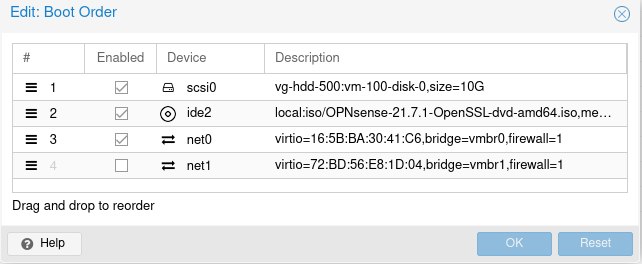 Edit: Boot Order
# Enabled Device Description
1 scsi0 vg-hdd-500:vm-100-disk-0,size=10G
2 ide2 local:iso/OPNsense-21.7.1-OpenSSL-dvd-amd64.iso,me...
3 net0 virtio=16:5B:BA:30:41:C6,bridge=vmbr0,firewall=1
4 net1 virtio=72:BD:56:E8:1D:04,bridge=vmbr1,firewall=1
Drag and drop to reorder
Help OK Reset